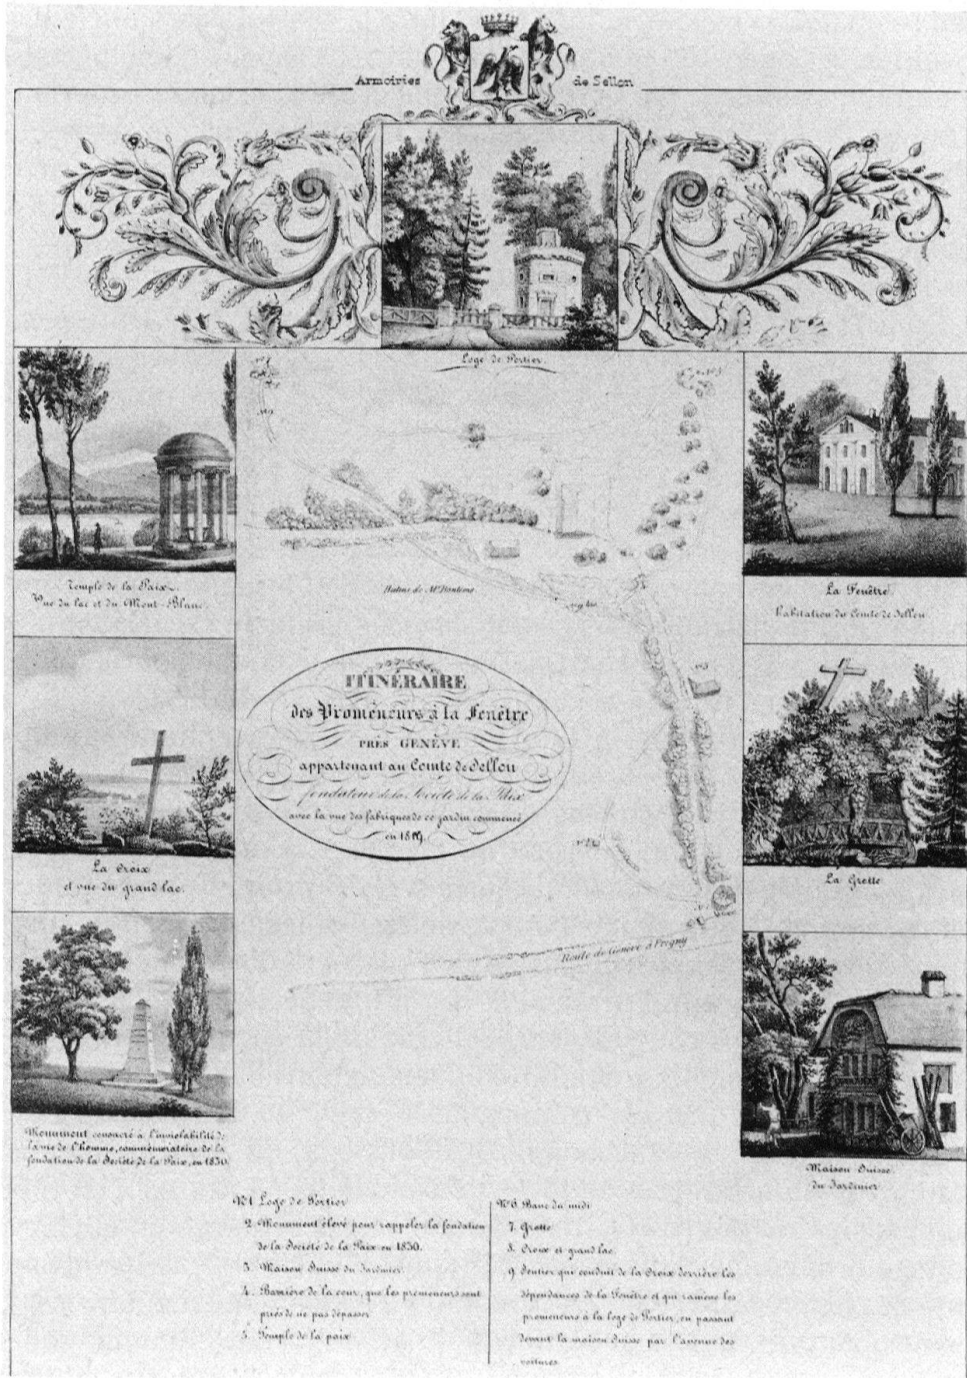 Armoiries de Sellon
Loge de Portier.
Temple de la Paix.
Vue du lac et du Mont-Blanc.
La Fenêtre.
habitation du Comte de Sellon.
ITINÉRAIRE
des Promeneurs à la Fenêtre
PRÈS GENÈVE
appartenant au Comte de Sellon
fondateur de la Société de la Paix
avec la vue des fabriques de ce jardin commencé
en 1819.
La Croix
et vue du grand lac.
La Grotte
Route de Genève à Pregny
Monument consacré à l'inviolabilité de
la vie de l'homme, commémoratoire de la
fondation de la Société de la Paix, en 1830.
Maison Suisse
du Jardinier
No 1 Loge de Portier
2. Monument élevé pour rappeler la fondation
de la Société de la Paix en 1830.
3. Maison Suisse du Jardinier.
4. Barrière de la cour, que les promeneurs sont
priés de ne pas dépasser
5. Temple de la paix
No 6. Banc du midi
7. Grotte
8. Croix et grand lac.
9. Sentier qui conduit de la Croix derrière les
dépendances de la Fenêtre et qui ramène les
promeneurs à la loge de Portier, en passant
devant la maison Suisse par l'avenue des
voitures.